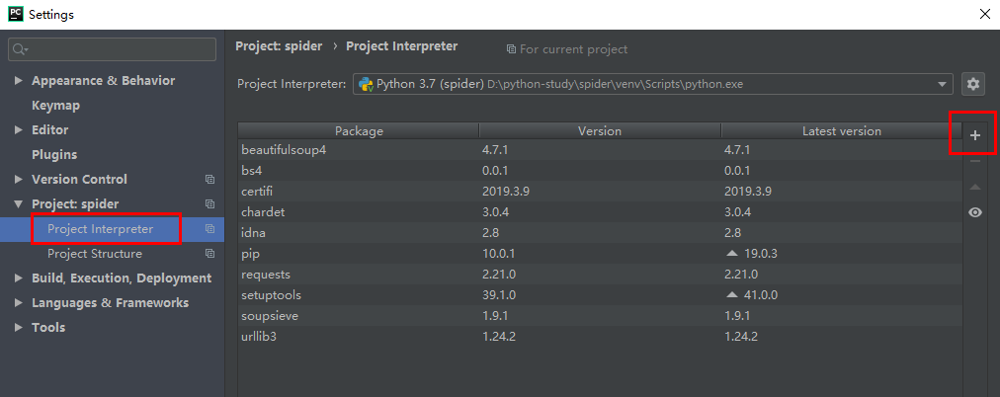 PC Settings
Project: spider › Project Interpreter For current project
Project Interpreter: Python 3.7 (spider) D:\python-study\spider\venv\Scripts\python.exe
Appearance & Behavior
Keymap
Editor
Plugins
Version Control
Project: spider
Project Interpreter
Project Structure
Build, Execution, Deployment
Languages & Frameworks
Tools
Package Version Latest version
beautifulsoup4 4.7.1 4.7.1
bs4 0.0.1 0.0.1
certifi 2019.3.9 2019.3.9
chardet 3.0.4 3.0.4
idna 2.8 2.8
pip 10.0.1 19.0.3
requests 2.21.0 2.21.0
setuptools 39.1.0 41.0.0
soupsieve 1.9.1 1.9.1
urllib3 1.24.2 1.24.2